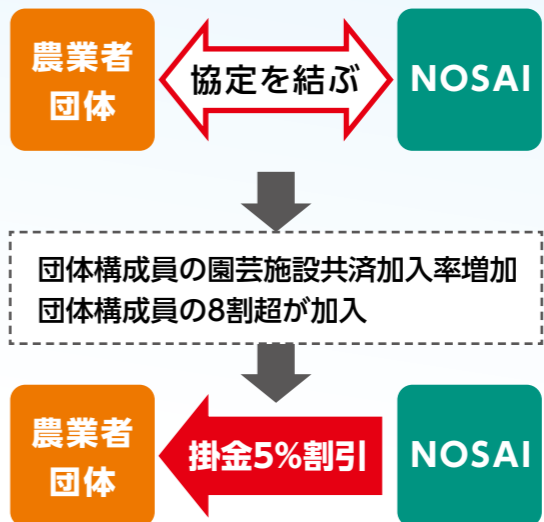 農業者
団体
協定を結ぶ
NOSAI
団体構成員の園芸施設共済加入率増加
団体構成員の8割超が加入
農業者
団体
掛金5%割引
NOSAI